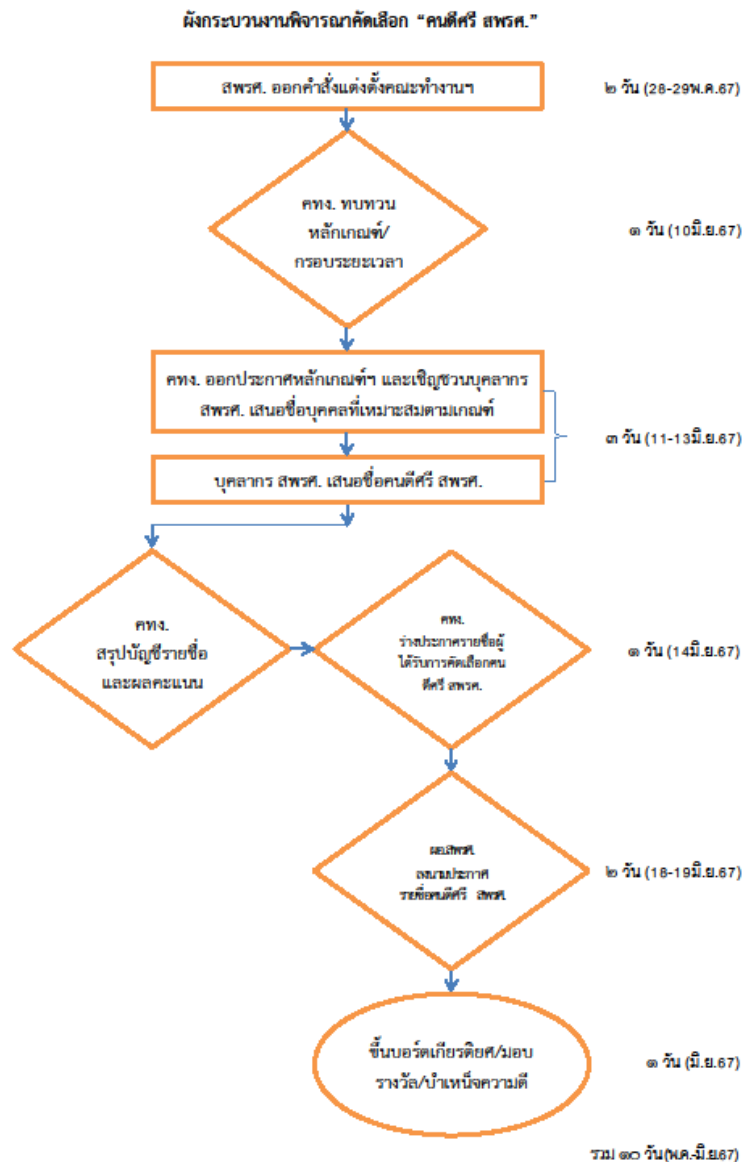 ผังกระบวนงานพิจารณาคัดเลือก “คนดีศรี สพรศ.”
สพรศ. ออกคำสั่งแต่งตั้งคณะทำงานฯ
๒ วัน (28-29พ.ค.67)
คทง. ทบทวน
หลักเกณฑ์/
กรอบระยะเวลา
๑ วัน (10มิ.ย.67)
คทง. ออกประกาศหลักเกณฑ์ฯ และเชิญชวนบุคลากร
สพรศ. เสนอชื่อบุคคลที่เหมาะสมตามเกณฑ์
๓ วัน (11-13มิ.ย.67)
บุคลากร สพรศ. เสนอชื่อคนดีศรี สพรศ.
คทง.
สรุปบัญชีรายชื่อ
และผลคะแนน
คทง.
ร่างประกาศรายชื่อผู้
ได้รับการคัดเลือกคน
ดีศรี สพรศ.
๑ วัน (14มิ.ย.67)
ผอ.สพรศ.
ลงนามประกาศ
รายชื่อคนดีศรี สพรศ.
๒ วัน (18-19มิ.ย.67)
ขึ้นบอร์ดเกียรติยศ/มอบ
รางวัล/บำเหน็จความดี
๑ วัน (มิ.ย.67)
รวม ๑๐ วัน(พ.ค.-มิ.ย.67)